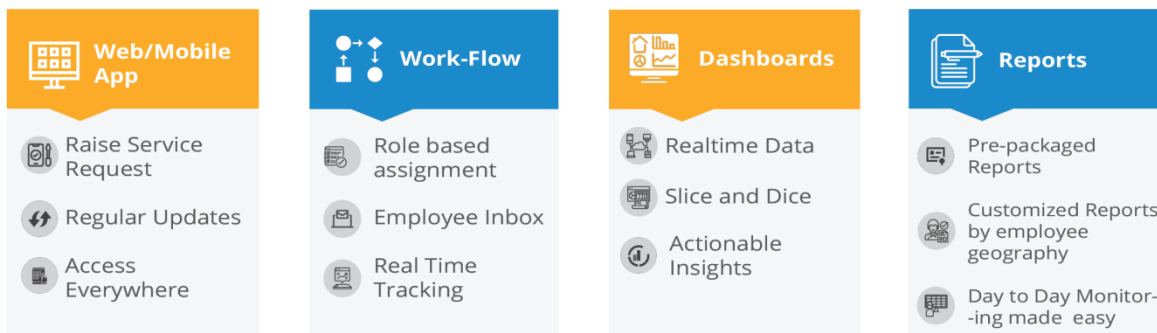 Web/Mobile
App
Raise Service
Request
Regular Updates
Access
Everywhere
Work-Flow
Role based
assignment
Employee Inbox
Real Time
Tracking
Dashboards
Realtime Data
Slice and Dice
Actionable
Insights
Reports
Pre-packaged
Reports
Customized Reports
by employee
geography
Day to Day Monitor-
-ing made easy